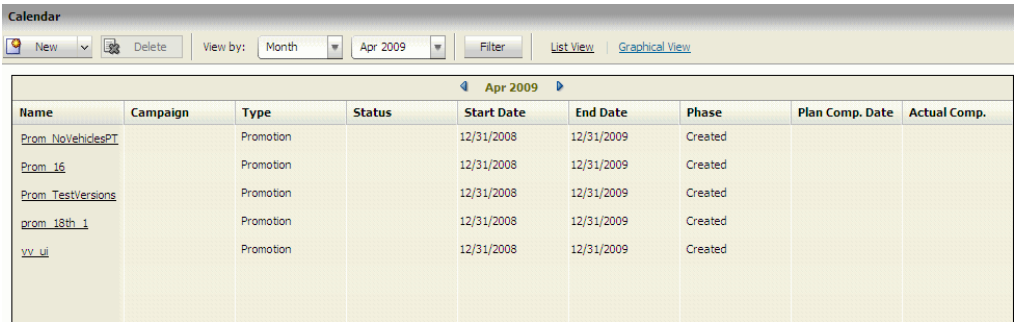 Calendar
New Delete View by: Month Apr 2009 Filter List View Graphical View
Apr 2009
Name Campaign Type Status Start Date End Date Phase Plan Comp. Date Actual Comp.
Prom_NoVehiclesPT Promotion 12/31/2008 12/31/2009 Created
Prom_16 Promotion 12/31/2008 12/31/2009 Created
Prom_TestVersions Promotion 12/31/2008 12/31/2009 Created
prom_18th_1 Promotion 12/31/2008 12/31/2009 Created
vv_ui Promotion 12/31/2008 12/31/2009 Created